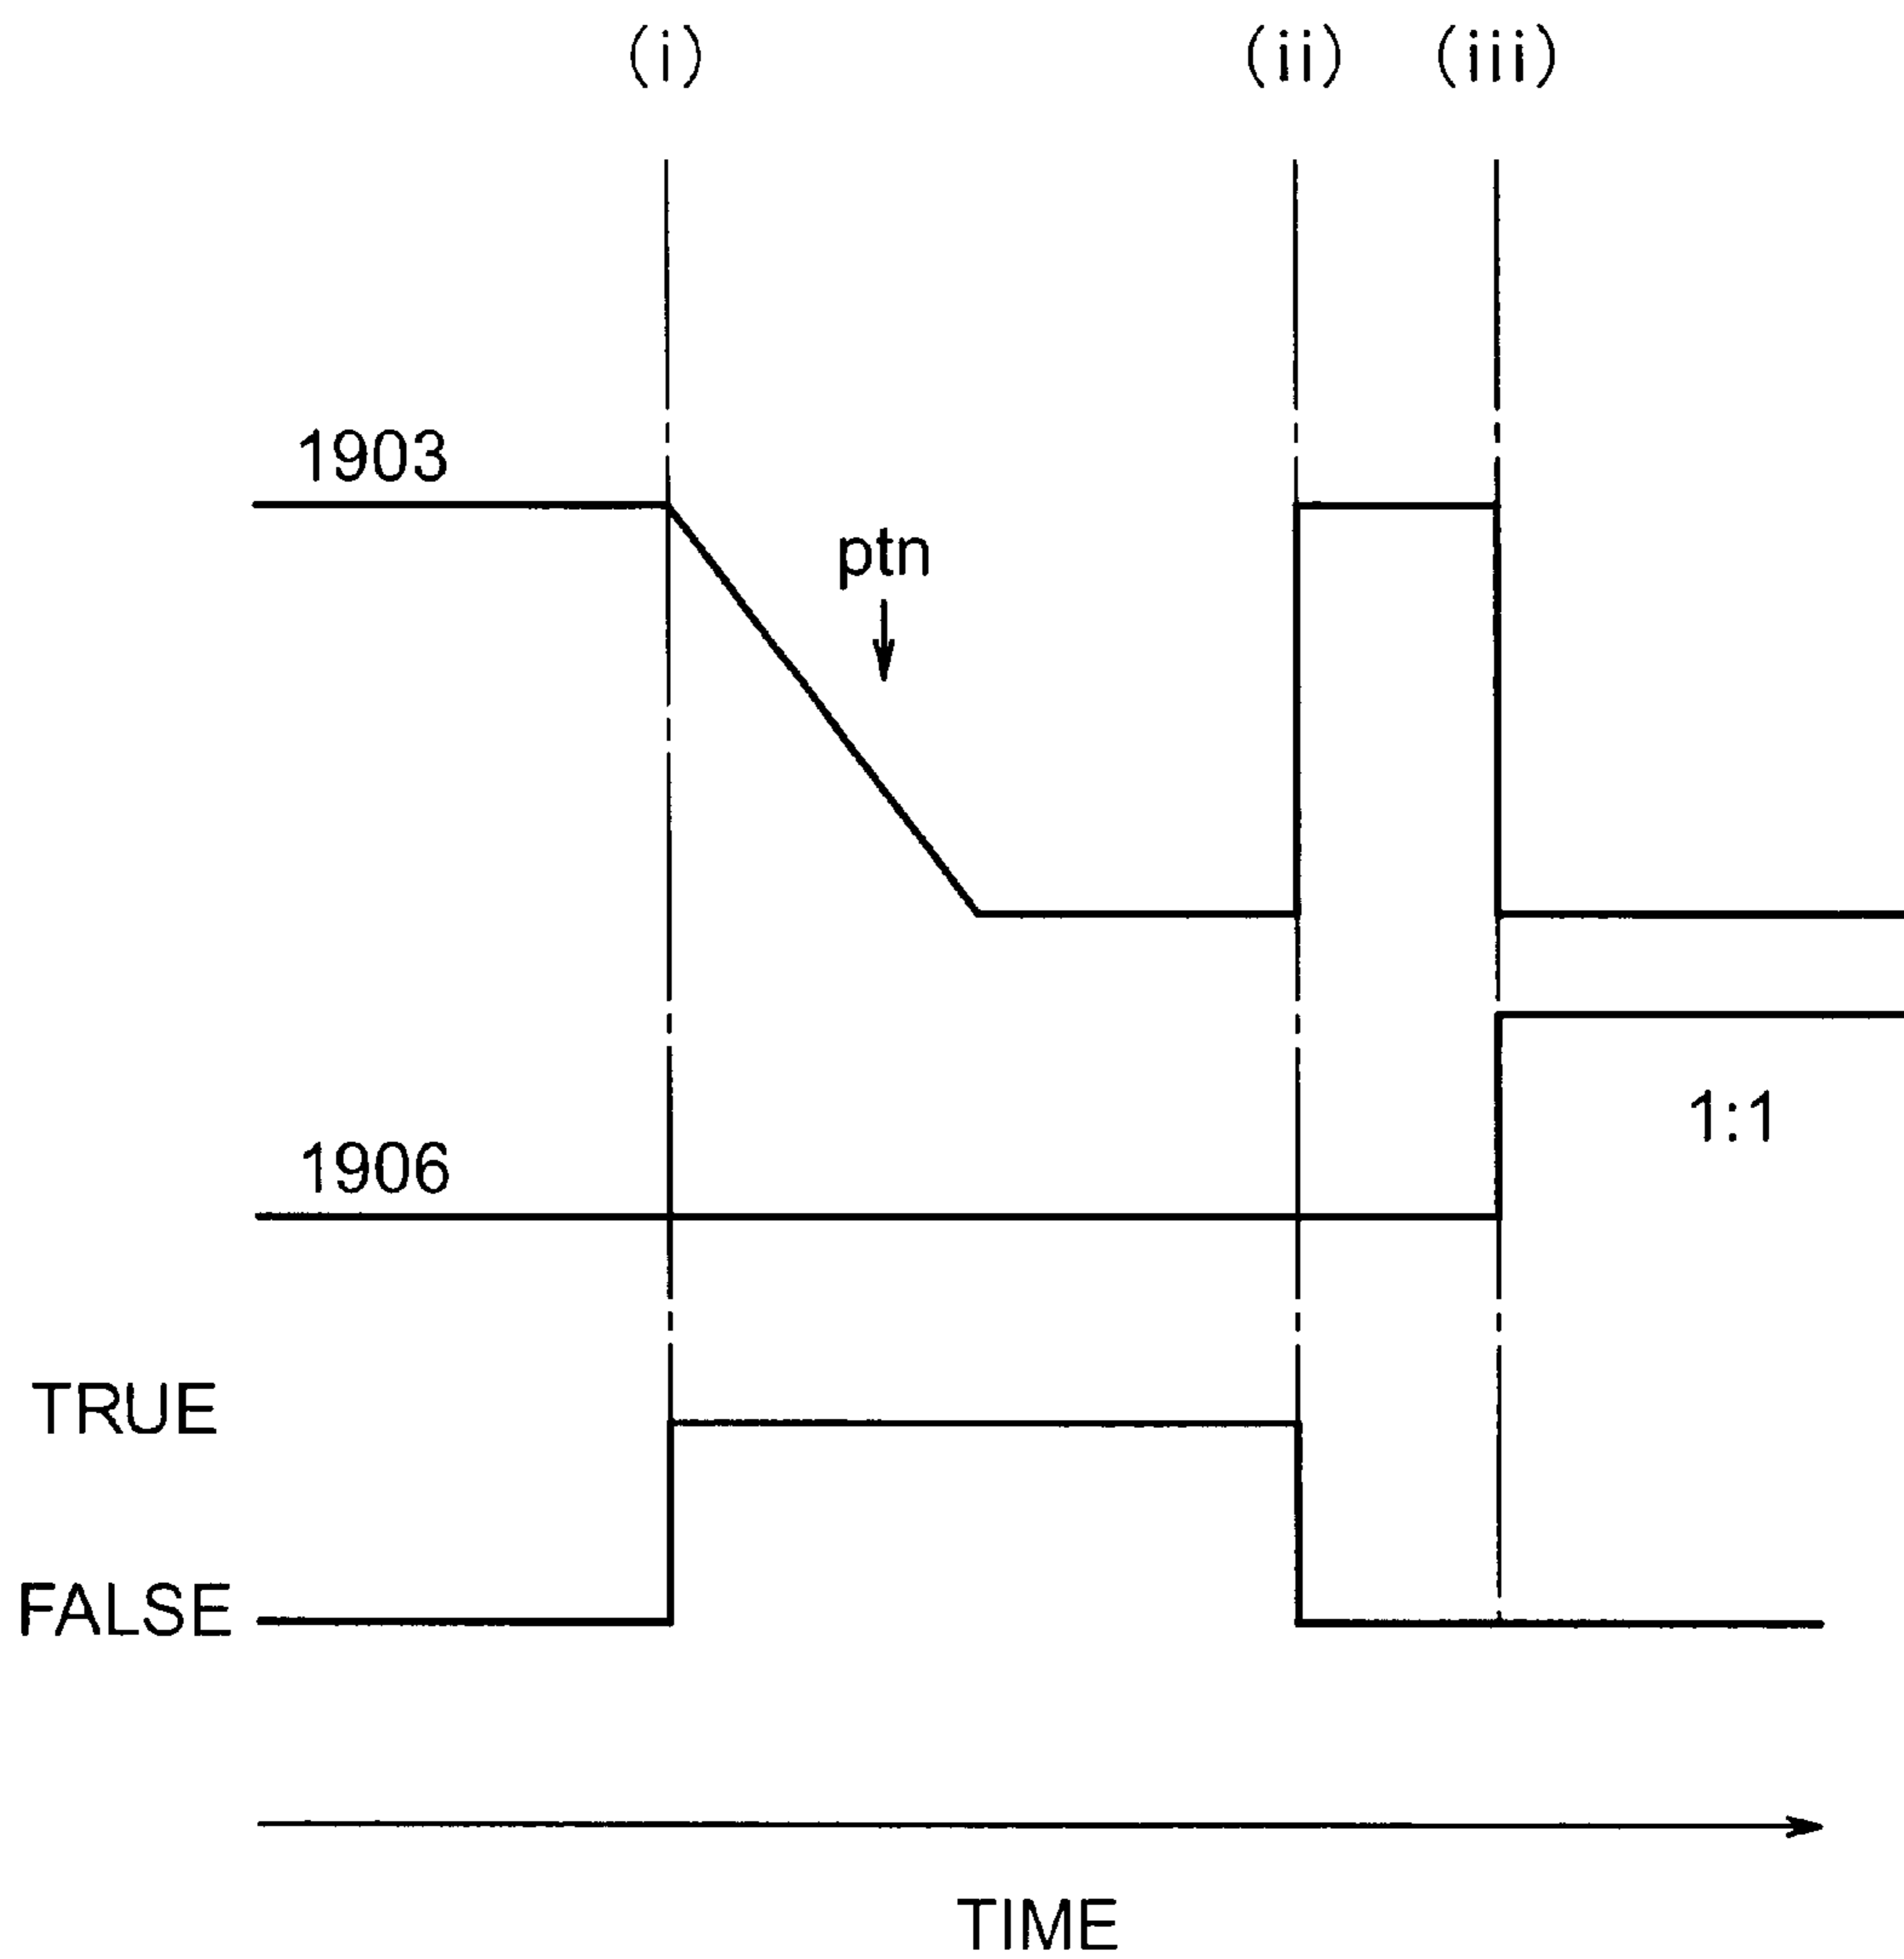 (i) (ii) (iii)
1903
ptn
1:1
1906
TRUE
FALSE
TIME